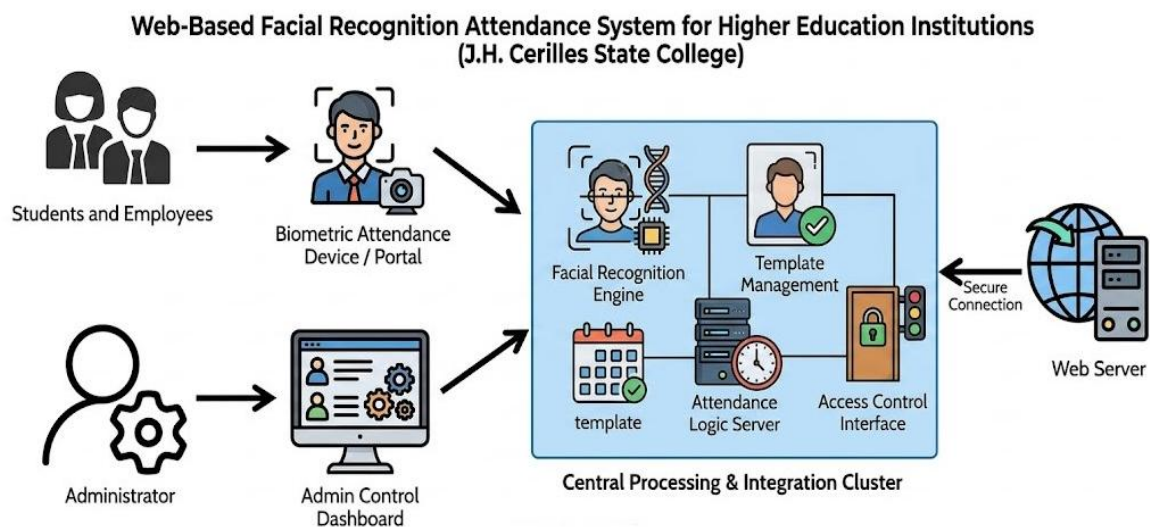 Web-Based Facial Recognition Attendance System for Higher Education Institutions
(J.H. Cerilles State College)
Students and Employees
Biometric Attendance
Device / Portal
Facial Recognition
Engine
Template
Management
Secure
Connection
Web Server
template
Attendance
Logic Server
Access Control
Interface
Central Processing & Integration Cluster
Administrator
Admin Control
Dashboard